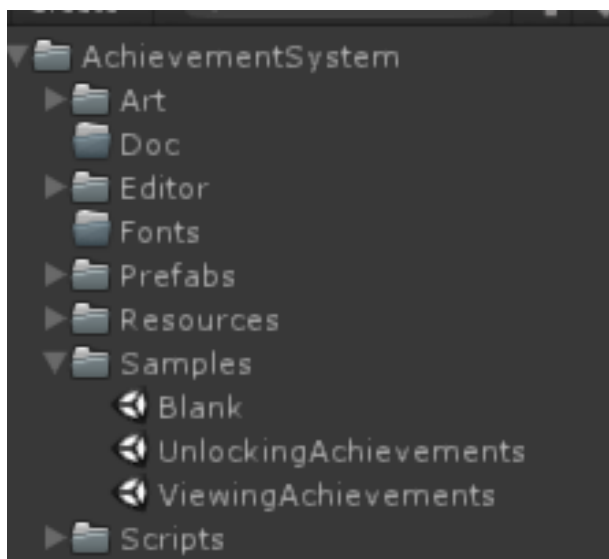 AchievementSystem
Art
Doc
Editor
Fonts
Prefabs
Resources
Samples
Blank
UnlockingAchievements
ViewingAchievements
Scripts